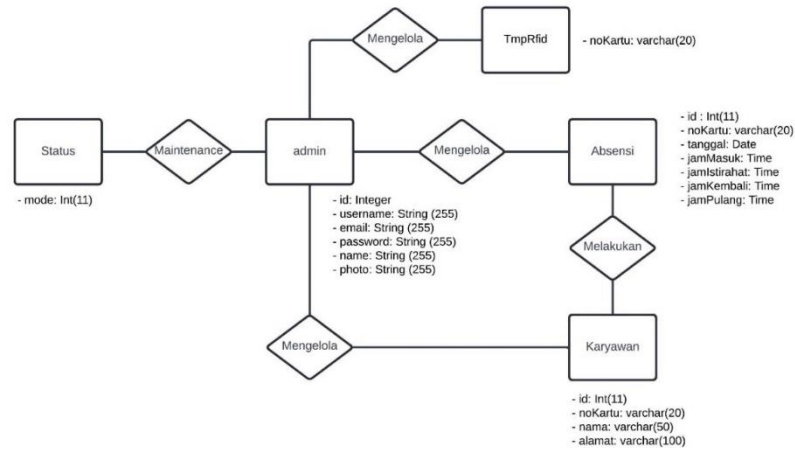 Mengelola
TmpRfid
- noKartu: varchar(20)
Status
Maintenance
admin
Mengelola
Absensi
- id : Int(11)
- noKartu: varchar(20)
- tanggal: Date
- jamMasuk: Time
- jamIstirahat: Time
- jamKembali: Time
- jamPulang: Time
- mode: Int(11)
- id: Integer
- username: String (255)
- email: String (255)
- password: String (255)
- name: String (255)
- photo: String (255)
Melakukan
Mengelola
Karyawan
- id: Int(11)
- noKartu: varchar(20)
- nama: varchar(50)
- alamat: varchar(100)